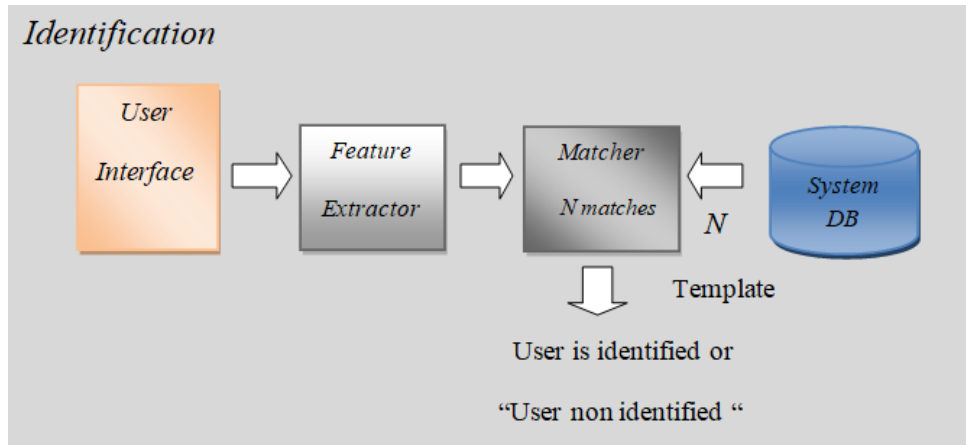 Identification
User
Interface
Feature
Extractor
Matcher
N matches
N
System
DB
Template
User is identified or
“User non identified “